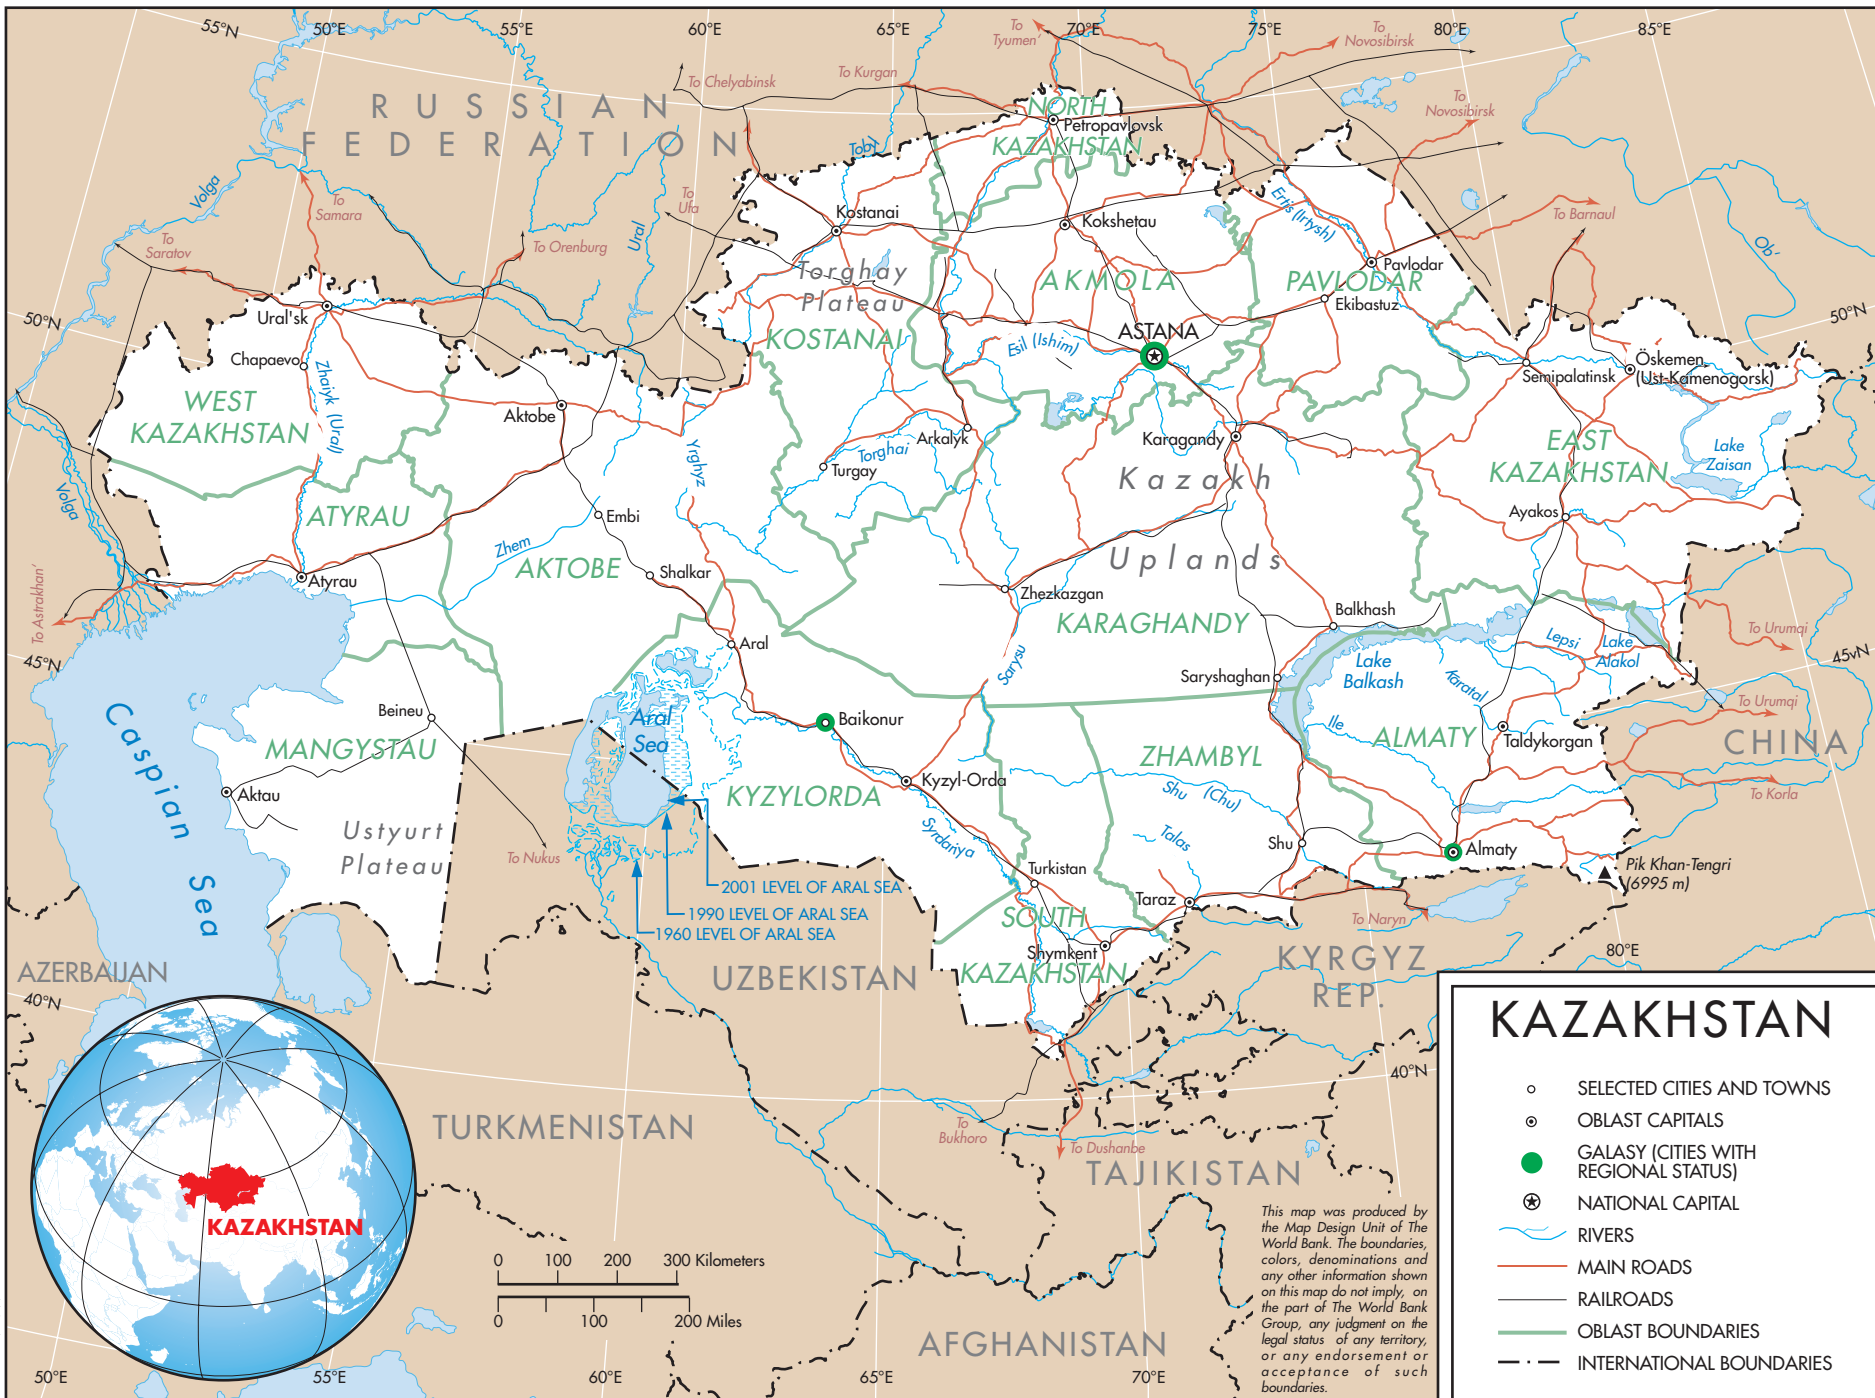 55°N
50°E
55°E
60°E
65°E
70°E
75°E
80°E
85°E
To
Tyumen'
To
Novosibirsk
To Chelyabinsk
To Kurgan
To
Novosibirsk
RUSSIAN
FEDERATION
NORTH
KAZAKHSTAN
Petropavlovsk
Tobyl
Volga
To
Samara
To
Ufa
Ural
To
Saratov
To Orenburg
Kostanai
Kokshetau
Ertis (Irtysh)
To Barnaul
Ob'
Pavlodar
PAVLODAR
Ekibastuz
Torghay
Plateau
AKMOLA
KOSTANAI
ASTANA
Esil (Ishim)
50°N
50°N
Ural'sk
Chapaevo
Zhaiyk (Ural)
WEST
KAZAKHSTAN
Aktobe
Yrghyz
Arkalyk
Torghai
Turgay
Karagandy
Kazakh
Uplands
Semipalatinsk
Öskemen
(Ust-Kamenogorsk)
EAST
KAZAKHSTAN
Lake
Zaisan
Ayakos
Volga
ATYRAU
Embi
Zhem
AKTOBE
Shalkar
Atyrau
To Astrakhan'
Zhezkazgan
KARAGHANDY
Balkhash
Lepsi
Lake
Alakol
To Urumqi
45°N
45vN
Aral
Sarysu
Saryshaghan
Lake
Balkash
Karatal
Ile
To Urumqi
Caspian Sea
Beineu
MANGYSTAU
Aktau
Ustyurt
Plateau
Aral
Sea
Baikonur
KYZYLORDA
Kyzyl-Orda
Syrdariya
ZHAMBYL
Shu (Chu)
Talas
Shu
ALMATY
Taldykorgan
CHINA
To Korla
Almaty
Pik Khan-Tengri
(6995 m)
To Nukus
2001 LEVEL OF ARAL SEA
1990 LEVEL OF ARAL SEA
1960 LEVEL OF ARAL SEA
Turkistan
Taraz
SOUTH
KAZAKHSTAN
Shymkent
To Naryn
KYRGYZ
REP.
80°E
UZBEKISTAN
AZERBAIJAN
40°N
40°N
TURKMENISTAN
To
Bukhoro
To Dushanbe
TAJIKISTAN
AFGHANISTAN
KAZAKHSTAN
0 100 200 300 Kilometers
0 100 200 Miles
50°E
55°E
60°E
65°E
70°E
This map was produced by
the Map Design Unit of The
World Bank. The boundaries,
colors, denominations and
any other information shown
on this map do not imply, on
the part of The World Bank
Group, any judgment on the
legal status of any territory,
or any endorsement or
acceptance of such
boundaries.
KAZAKHSTAN
SELECTED CITIES AND TOWNS
OBLAST CAPITALS
GALASY (CITIES WITH
REGIONAL STATUS)
NATIONAL CAPITAL
RIVERS
MAIN ROADS
RAILROADS
OBLAST BOUNDARIES
INTERNATIONAL BOUNDARIES